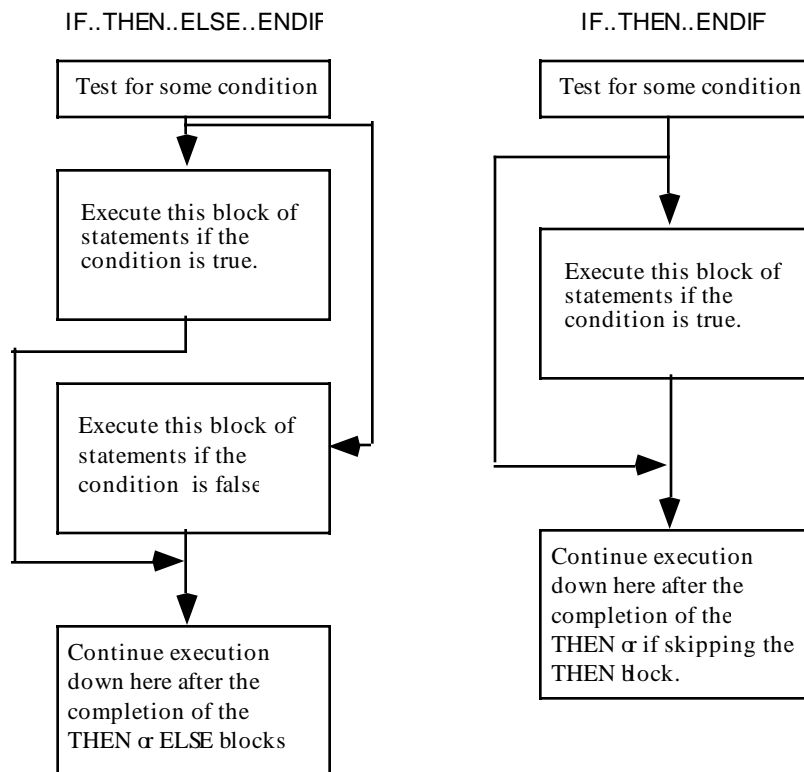 IF..THEN..ELSE..ENDIF
Test for some condition
Execute this block of
statements if the
condition is true.
Execute this block of
statements if the
condition is false
Continue execution
down here after the
completion of the
THEN or ELSE blocks
IF..THEN..ENDIF
Test for some condition
Execute this block of
statements if the
condition is true.
Continue execution
down here after the
completion of the
THEN or if skipping the
THEN block.